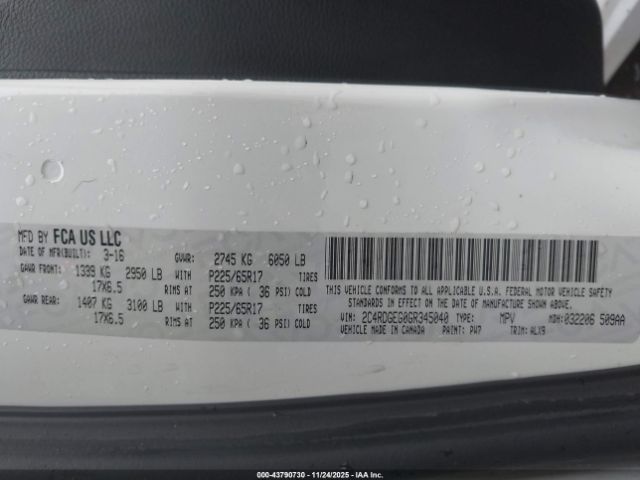 MFD BY FCA US LLC
DATE OF MFR(BUILT): 3-16 GVWR: 2745 KG 6050 LB
GAWR FRONT: 1339 KG 2950 LB WITH P225/65R17 TIRES
17X6.5 RIMS AT 250 KPA ( 36 PSI) COLD
GAWR REAR: 1407 KG 3100 LB WITH P225/65R17 TIRES
17X6.5 RIMS AT 250 KPA ( 36 PSI) COLD
THIS VEHICLE CONFORMS TO ALL APPLICABLE U.S.A. FEDERAL MOTOR VEHICLE SAFETY
STANDARDS IN EFFECT ON THE DATE OF MANUFACTURE SHOWN ABOVE.
VIN: 2C4RDGEG0GR345040 TYPE: MPV MDH: 032206 509AA
VEHICLE MADE IN CANADA PAINT: PW7 TRIM: ALX9
000-43790730 - 11/24/2025 - IAAI Inc.